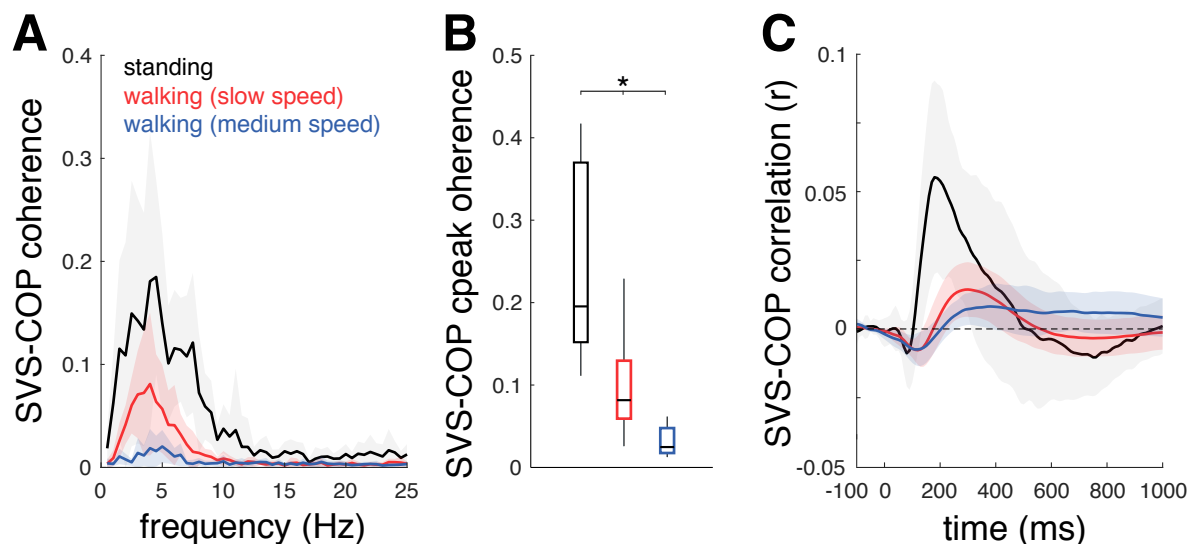 A
SVS-COP coherence
0.4
0.3
0.2
0.1
0
standing
walking (slow speed)
walking (medium speed)
0
5
10
15
20
25
frequency (Hz)
B
SVS-COP cpeak oherence
0.5
0.4
0.3
0.2
0.1
0
*
C
SVS-COP correlation (r)
0.1
0.05
0
-0.05
-100
0
200
400
600
800
1000
time (ms)